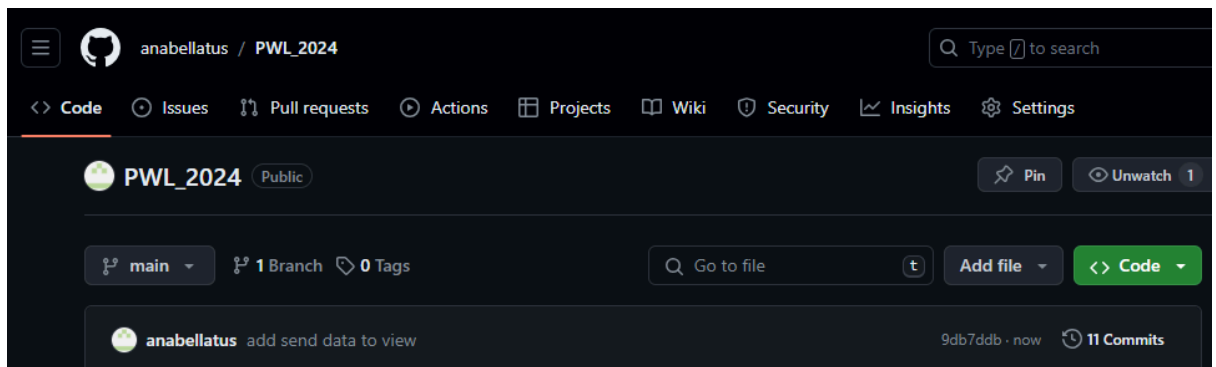 anabellatus / PWL_2024 Type / to search
Code Issues Pull requests Actions Projects Wiki Security Insights Settings
PWL_2024 Public Pin Unwatch 1
main 1 Branch 0 Tags Go to file t Add file Code
anabellatus add send data to view 9db7ddb · now 11 Commits